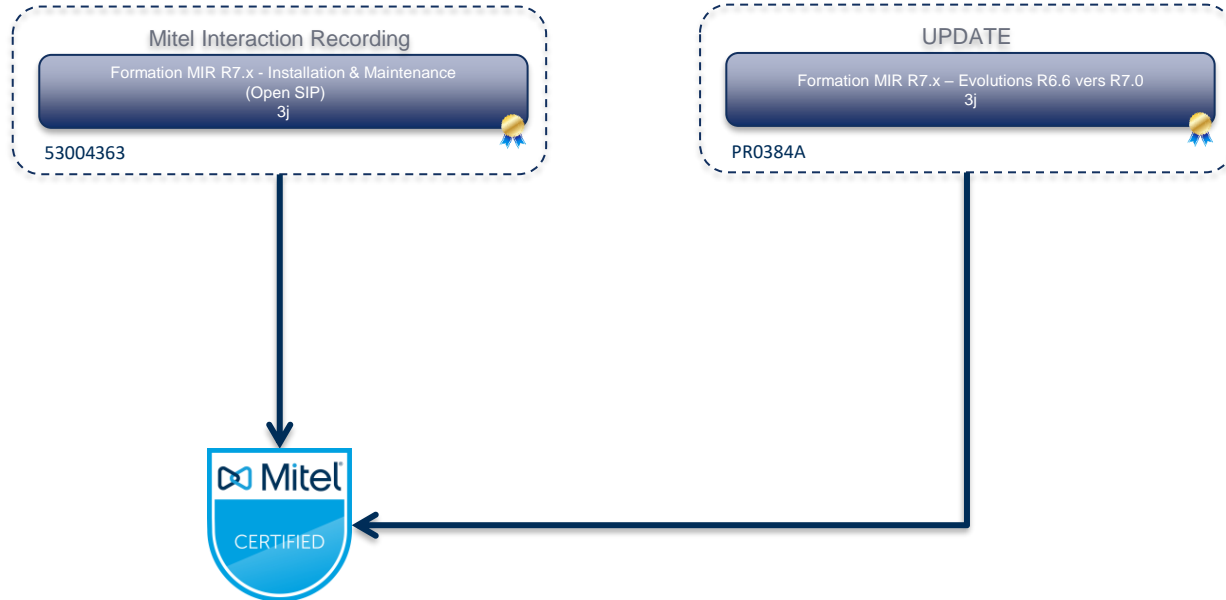 Mitel Interaction Recording
Formation MIR R7.x - Installation & Maintenance
(Open SIP)
3j
53004363
UPDATE
Formation MIR R7.x – Evolutions R6.6 vers R7.0
3j
PR0384A
Mitel®
CERTIFIED